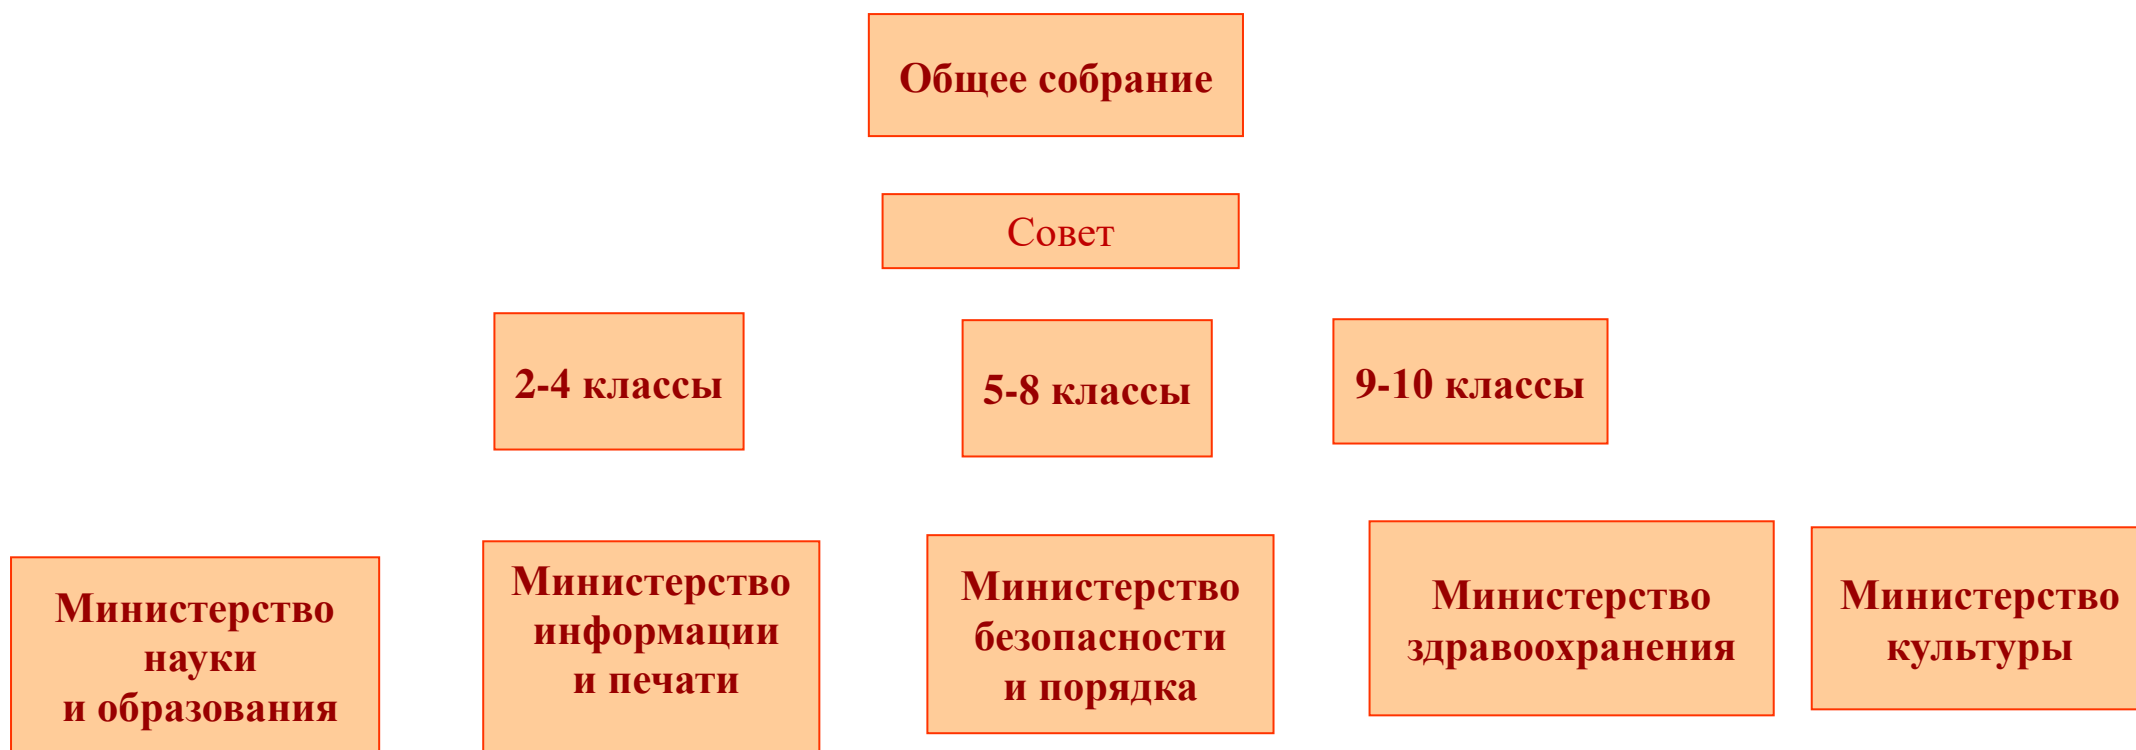 Общее собрание
Совет
2-4 классы
5-8 классы
9-10 классы
Министерство
науки
и образования
Министерство
информации
и печати
Министерство
безопасности
и порядка
Министерство
здравоохранения
Министерство
культуры